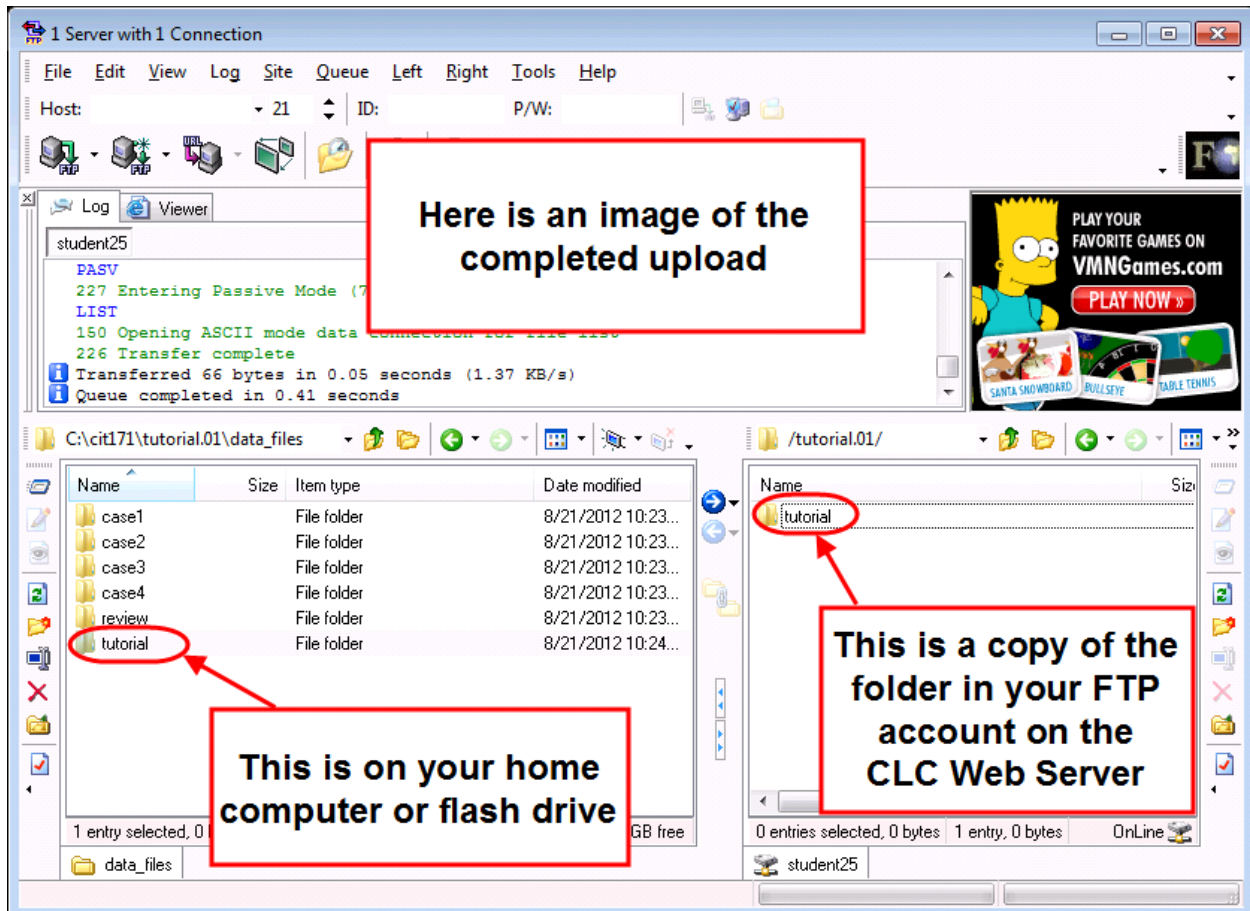 1 Server with 1 Connection
File Edit View Log Site Queue Left Right Tools Help
Host: 21 ID: P/W:
FTP FTP URL
F
Here is an image of the
completed upload
Log Viewer
student25
PASV
227 Entering Passive Mode (7
LIST
150 Opening ASCII mode data connection for file list
226 Transfer complete
Transferred 66 bytes in 0.05 seconds (1.37 KB/s)
Queue completed in 0.41 seconds
PLAY YOUR
FAVORITE GAMES ON
VMNGames.com
PLAY NOW »
SANTA SNOWBOARD BULLSEYE TABLE TENNIS
C:\cit171\tutorial.01\data_files
Name Size Item type Date modified
case1 File folder 8/21/2012 10:23...
case2 File folder 8/21/2012 10:23...
case3 File folder 8/21/2012 10:23...
case4 File folder 8/21/2012 10:23...
review File folder 8/21/2012 10:23...
tutorial File folder 8/21/2012 10:24...
This is on your home
computer or flash drive
1 entry selected, 0 GB free
data_files
/tutorial.01/
Name Siz
tutorial
This is a copy of the
folder in your FTP
account on the
CLC Web Server
0 entries selected, 0 bytes 1 entry, 0 bytes OnLine
student25